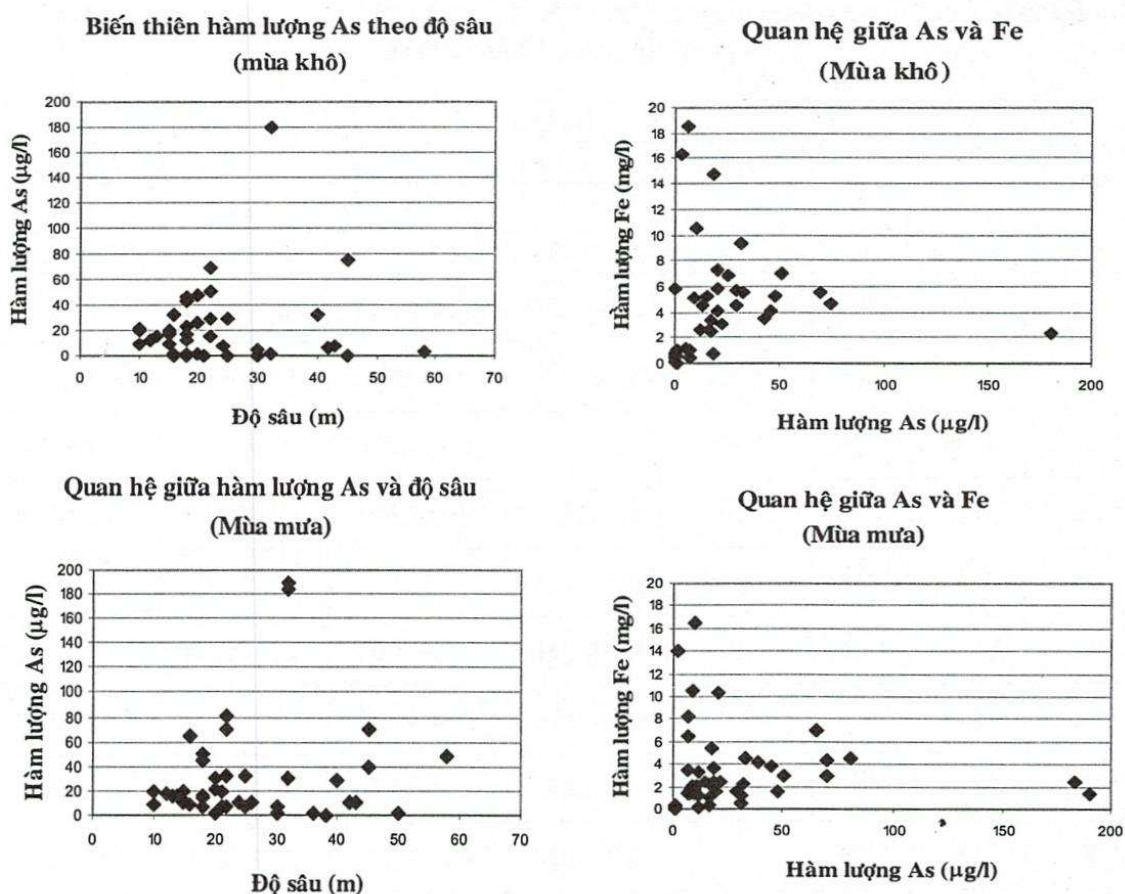 Biến thiên hàm lượng As theo độ sâu
(mùa khô)
Hàm lượng As (µg/l)
200
180
160
140
120
100
80
60
40
20
0
0 10 20 30 40 50 60 70
Độ sâu (m)
Quan hệ giữa As và Fe
(Mùa khô)
Hàm lượng Fe (mg/l)
20
18
16
14
12
10
8
6
4
2
0
0 50 100 150 200
Hàm lượng As (µg/l)
Quan hệ giữa hàm lượng As và độ sâu
(Mùa mưa)
Hàm lượng As (µg/l)
200
180
160
140
120
100
80
60
40
20
0
0 10 20 30 40 50 60 70
Độ sâu (m)
Quan hệ giữa As và Fe
(Mùa mưa)
Hàm lượng Fe (mg/l)
20
18
16
14
12
10
8
6
4
2
0
0 50 100 150 200
Hàm lượng As (µg/l)